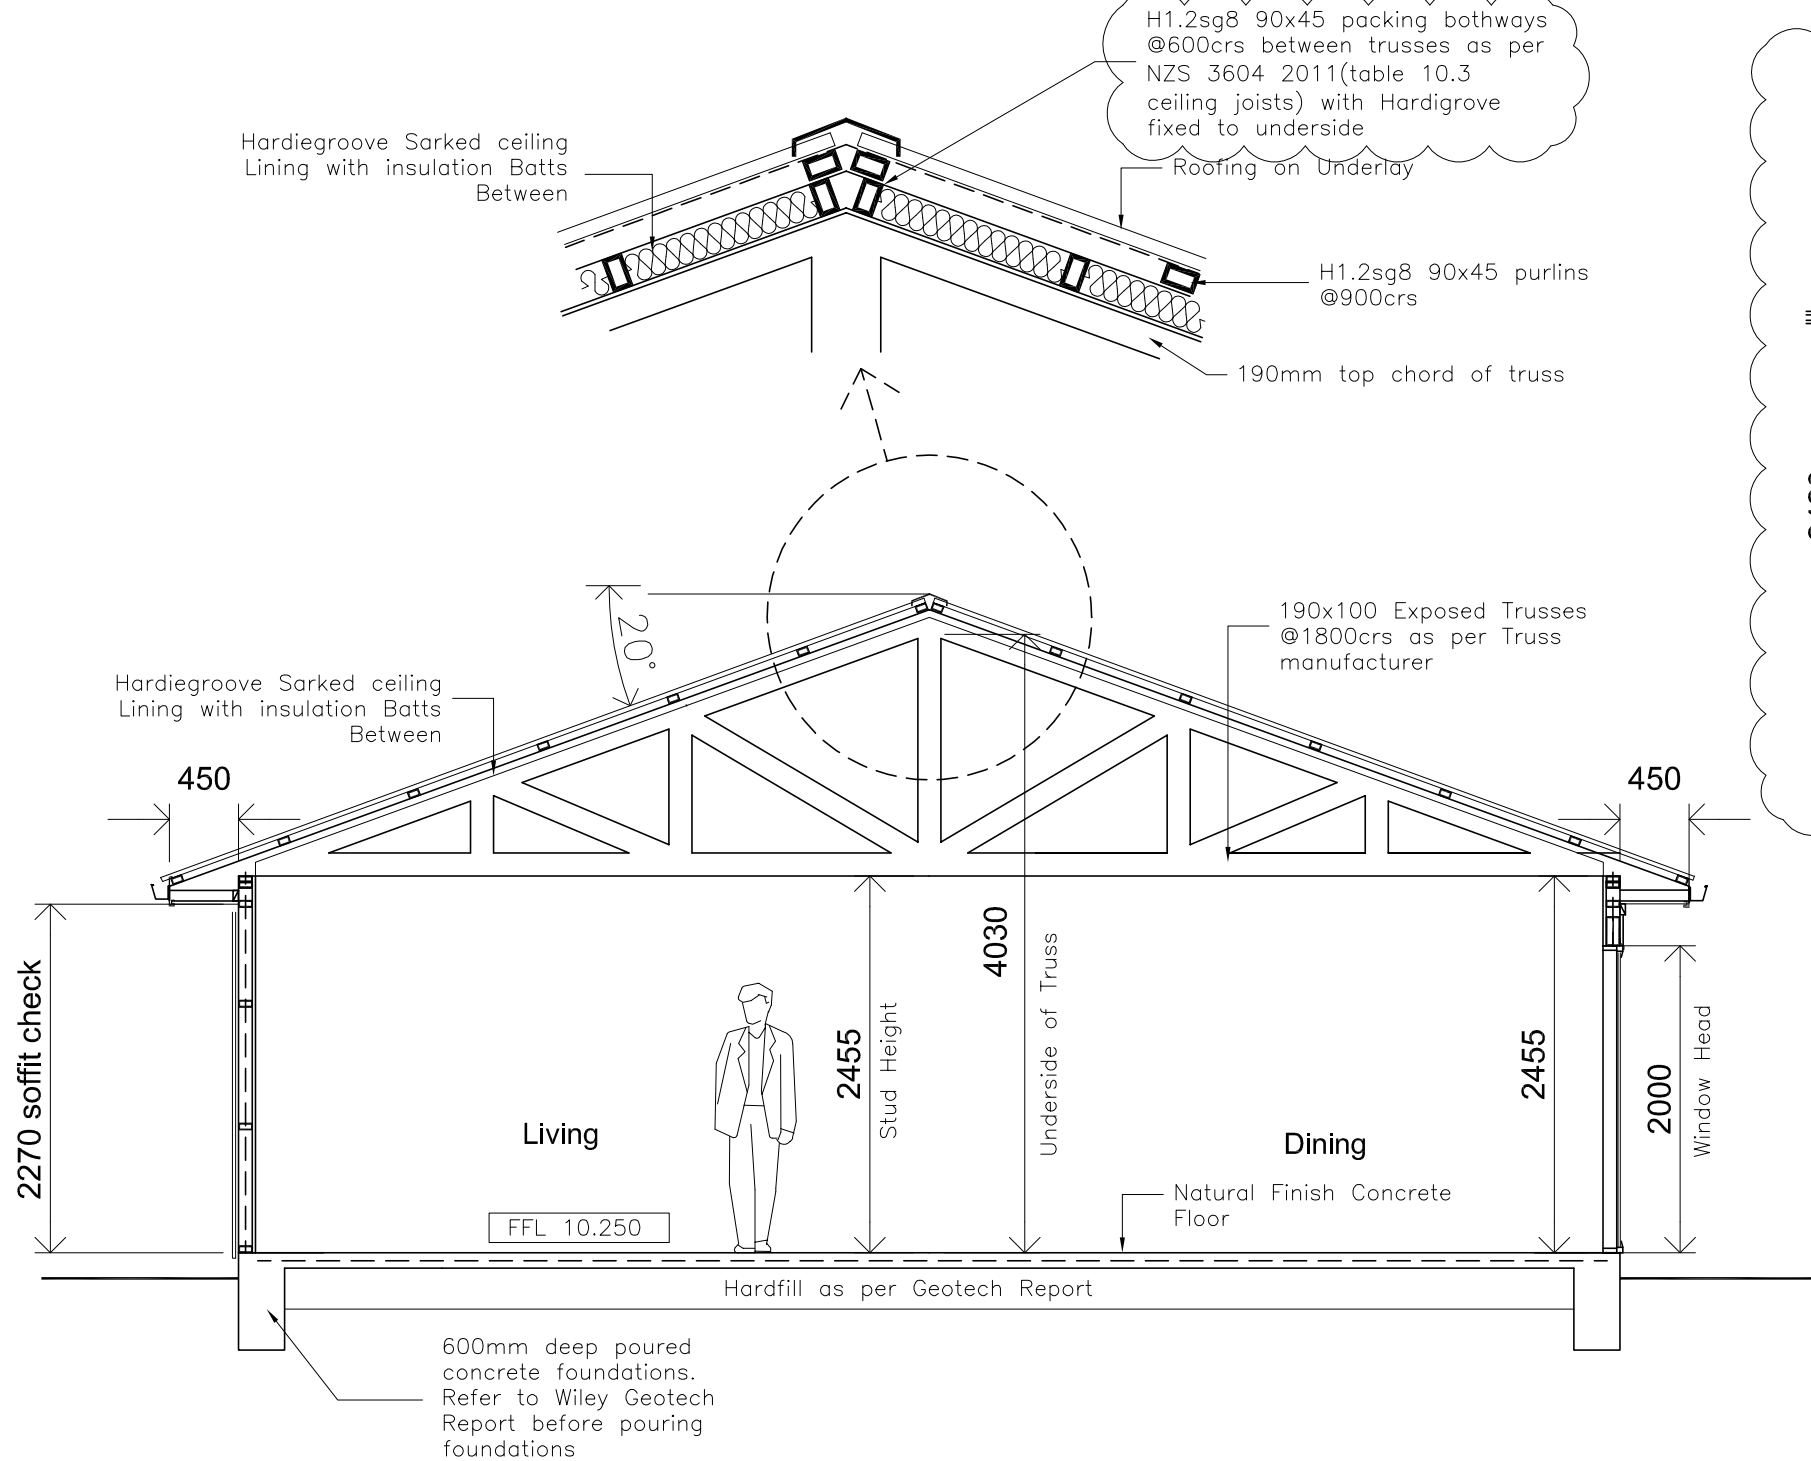 H1.2sg8 90x45 packing bothways
@600crs between trusses as per
NZS 3604 2011(table 10.3
ceiling joists) with Hardigrove
fixed to underside
Hardiegroove Sarked ceiling
Lining with insulation Batts
Between
Roofing on Underlay
H1.2sg8 90x45 purlins
@900crs
190mm top chord of truss
20°
190x100 Exposed Trusses
@1800crs as per Truss
manufacturer
Hardiegroove Sarked ceiling
Lining with insulation Batts
Between
450
450
2270 soffit check
2455
Stud Height
4030
Underside of Truss
2455
2000
Window Head
Living
Dining
Natural Finish Concrete
Floor
FFL 10.250
Hardfill as per Geotech Report
600mm deep poured
concrete foundations.
Refer to Wiley Geotech
Report before pouring
foundations